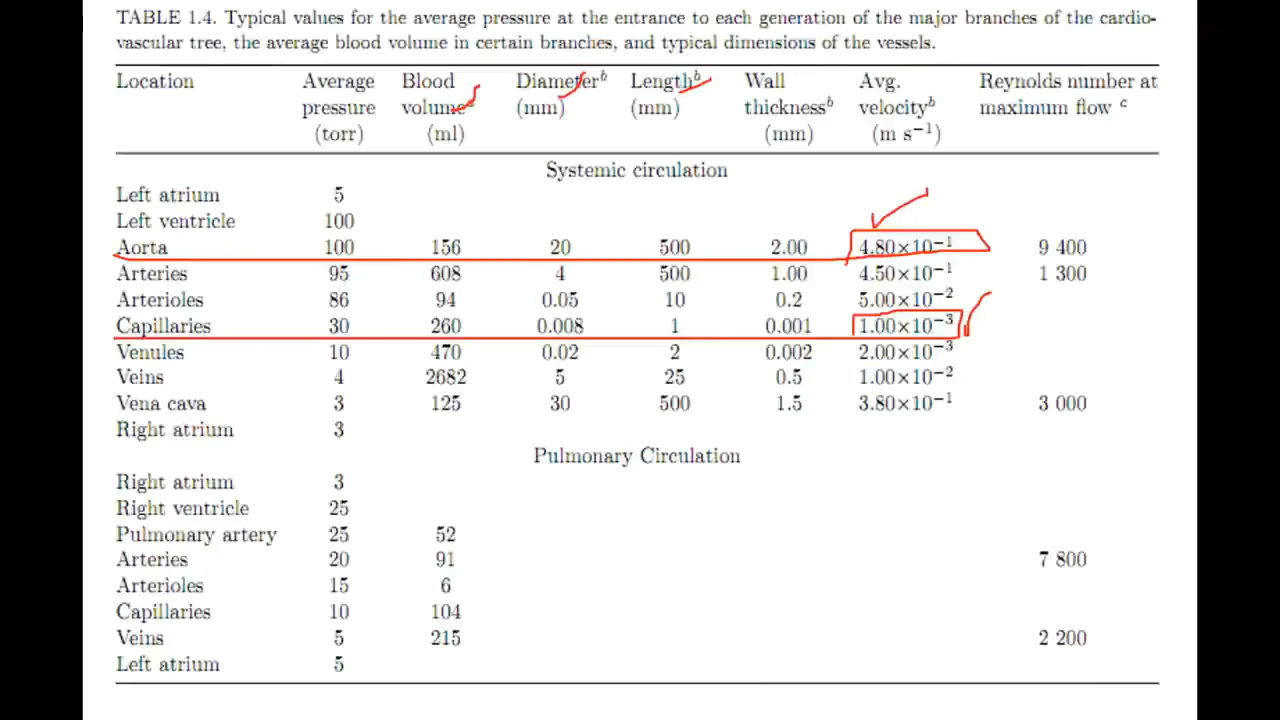 TABLE 1.4. Typical values for the average pressure at the entrance to each generation of the major branches of the cardio-
vascular tree, the average blood volume in certain branches, and typical dimensions of the vessels.
Location Average Blood Diameterᵇ Lengthᵇ Wall Avg. Reynolds number at
pressure volumeᵃ (mm) (mm) thicknessᵇ velocityᵇ maximum flow ᶜ
(torr) (ml) (mm) (m s⁻¹)
Systemic circulation
Left atrium 5
Left ventricle 100
Aorta 100 156 20 500 2.00 4.80×10⁻¹ 9 400
Arteries 95 608 4 500 1.00 4.50×10⁻¹ 1 300
Arterioles 86 94 0.05 10 0.2 5.00×10⁻²
Capillaries 30 260 0.008 1 0.001 1.00×10⁻³
Venules 10 470 0.02 2 0.002 2.00×10⁻³
Veins 4 2682 5 25 0.5 1.00×10⁻²
Vena cava 3 125 30 500 1.5 3.80×10⁻¹ 3 000
Right atrium 3
Pulmonary Circulation
Right atrium 3
Right ventricle 25
Pulmonary artery 25 52
Arteries 20 91 7 800
Arterioles 15 6
Capillaries 10 104
Veins 5 215 2 200
Left atrium 5